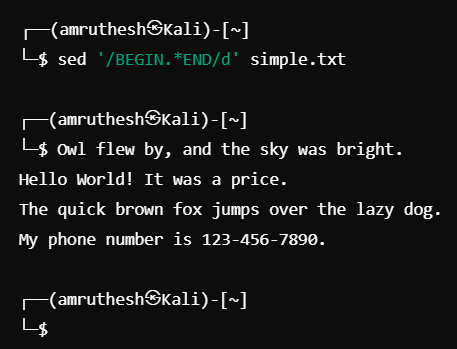 ┌──(amruthesh㉿Kali)-[~]
└─$ sed '/BEGIN.*END/d' simple.txt
┌──(amruthesh㉿Kali)-[~]
└─$ Owl flew by, and the sky was bright.
Hello World! It was a price.
The quick brown fox jumps over the lazy dog.
My phone number is 123-456-7890.
┌──(amruthesh㉿Kali)-[~]
└─$